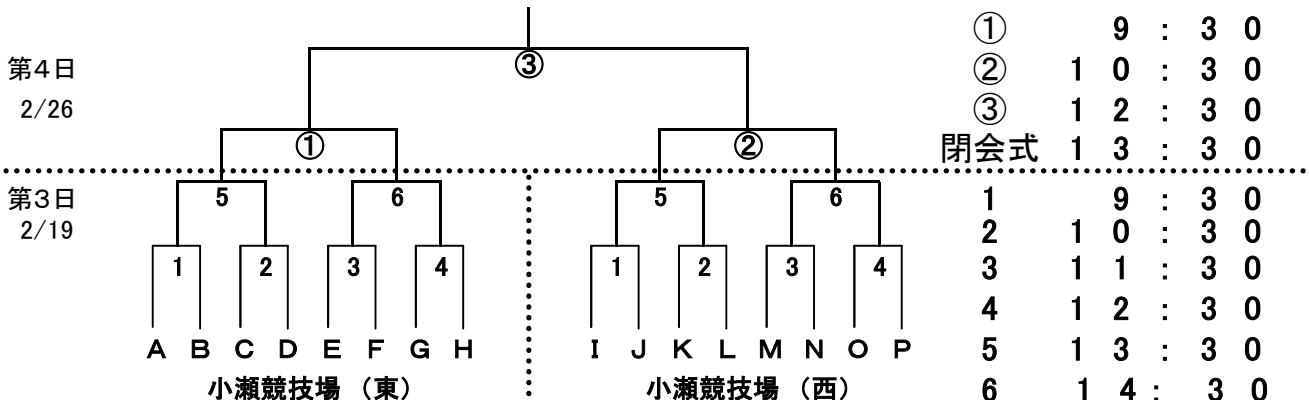 ① 9:30
③
第4日
② 10:30
2/26
③ 12:30
① ②
閉会式 13:30
第3日
5 6 5 6
1 9:30
2/19
2 10:30
1 2 3 4 1 2 3 4
3 11:30
4 12:30
A B C D E F G H I J K L M N O P
5 13:30
小瀬競技場 (東) 小瀬競技場 (西)
6 14:30